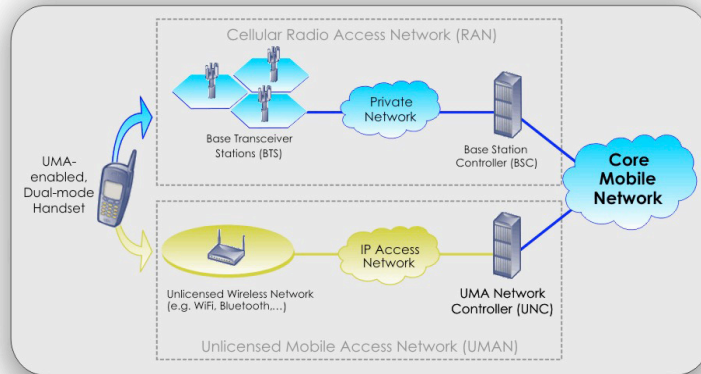 Cellular Radio Access Network (RAN)
Private
Network
Base Transceiver
Stations (BTS)
Base Station
Controller (BSC)
UMA-
enabled,
Dual-mode
Handset
Core
Mobile
Network
IP Access
Network
Unlicensed Wireless Network
(e.g. WiFi, Bluetooth,...)
UMA Network
Controller (UNC)
Unlicensed Mobile Access Network (UMAN)